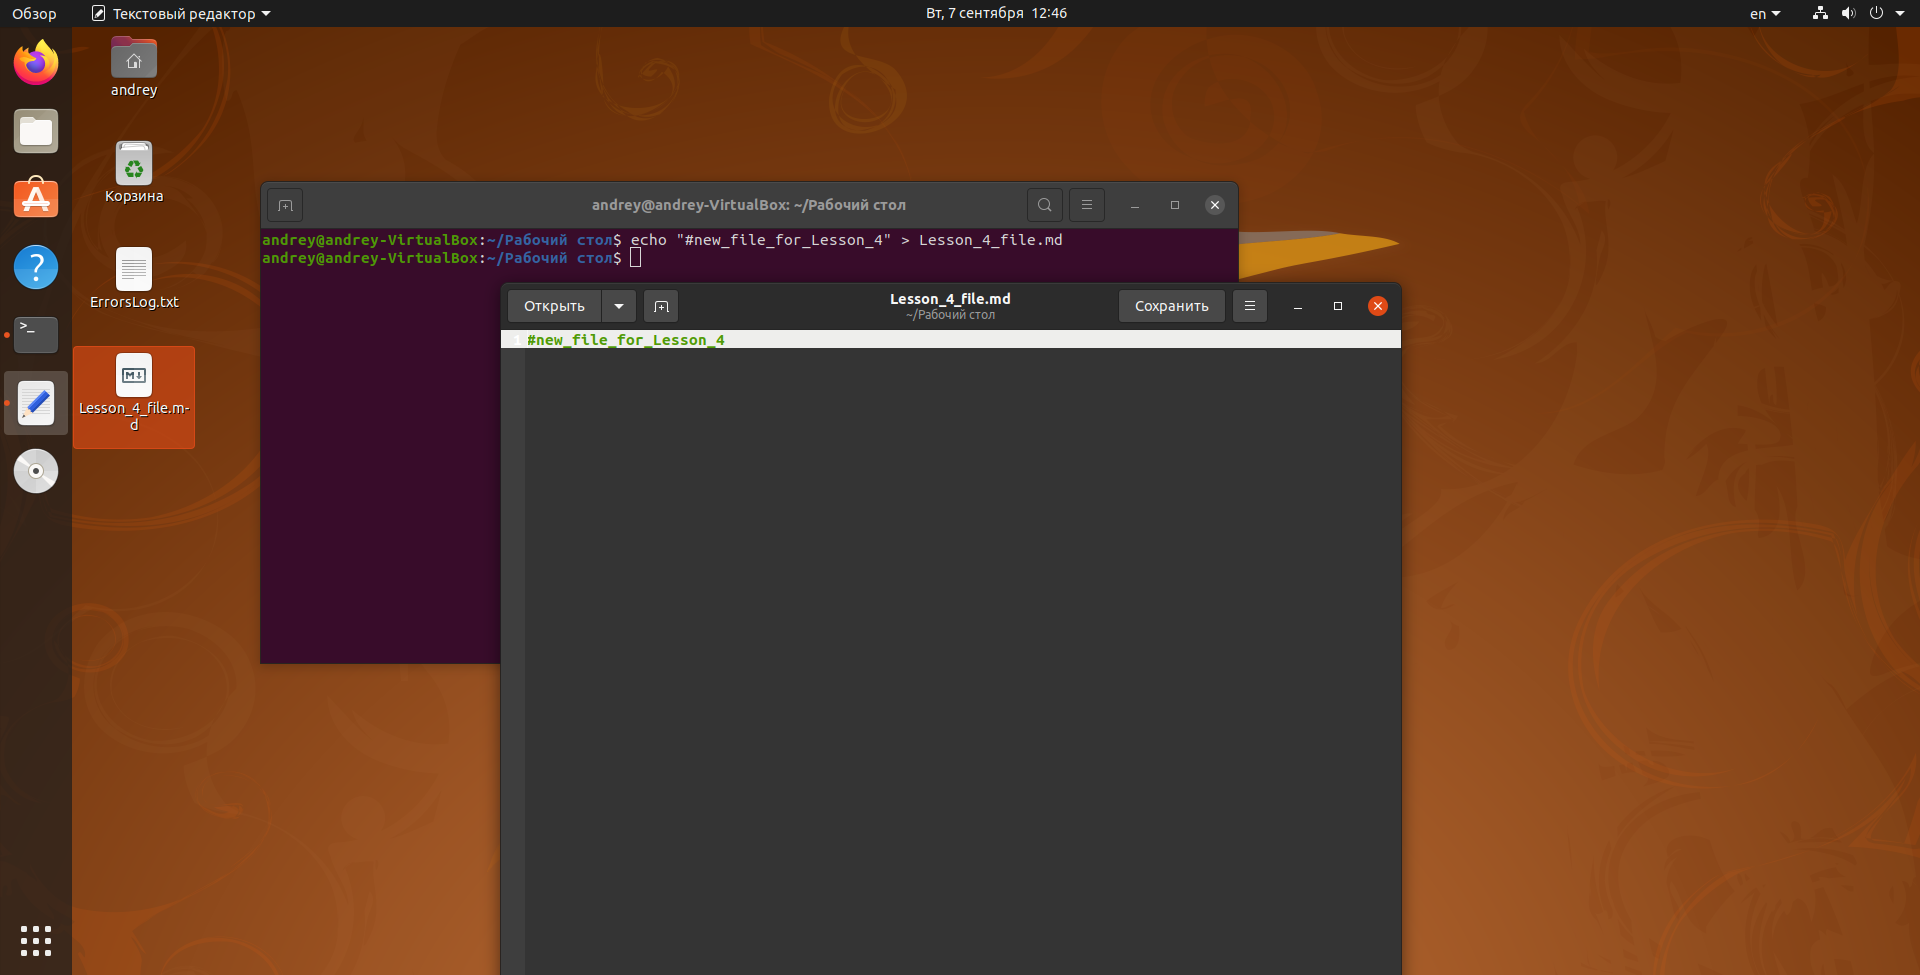 Обзор
Текстовый редактор
Вт, 7 сентября 12:46
en
andrey
Корзина
ErrorsLog.txt
Lesson_4_file.m-
d
andrey@andrey-VirtualBox: ~/Рабочий стол
andrey@andrey-VirtualBox:~/Рабочий стол$ echo "#new_file_for_Lesson_4" > Lesson_4_file.md
andrey@andrey-VirtualBox:~/Рабочий стол$
Открыть
Lesson_4_file.md
~/Рабочий стол
Сохранить
1 #new_file_for_Lesson_4